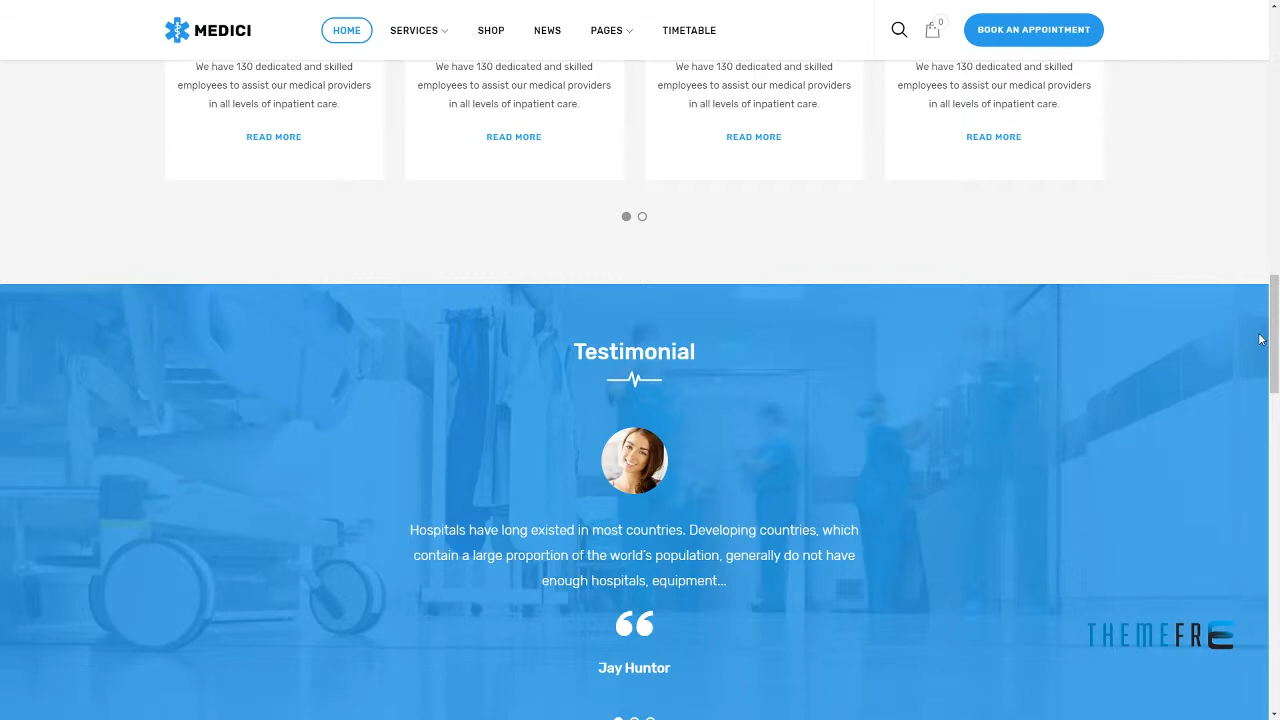 MEDICI HOME SERVICES SHOP NEWS PAGES TIMETABLE 0 BOOK AN APPOINTMENT
We have 130 dedicated and skilled
employees to assist our medical providers
in all levels of inpatient care.
READ MORE
We have 130 dedicated and skilled
employees to assist our medical providers
in all levels of inpatient care.
READ MORE
We have 130 dedicated and skilled
employees to assist our medical providers
in all levels of inpatient care.
READ MORE
We have 130 dedicated and skilled
employees to assist our medical providers
in all levels of inpatient care.
READ MORE
Testimonial
Hospitals have long existed in most countries. Developing countries, which
contain a large proportion of the world's population, generally do not have
enough hospitals, equipment...
“
Jay Huntor
THEMEFRE